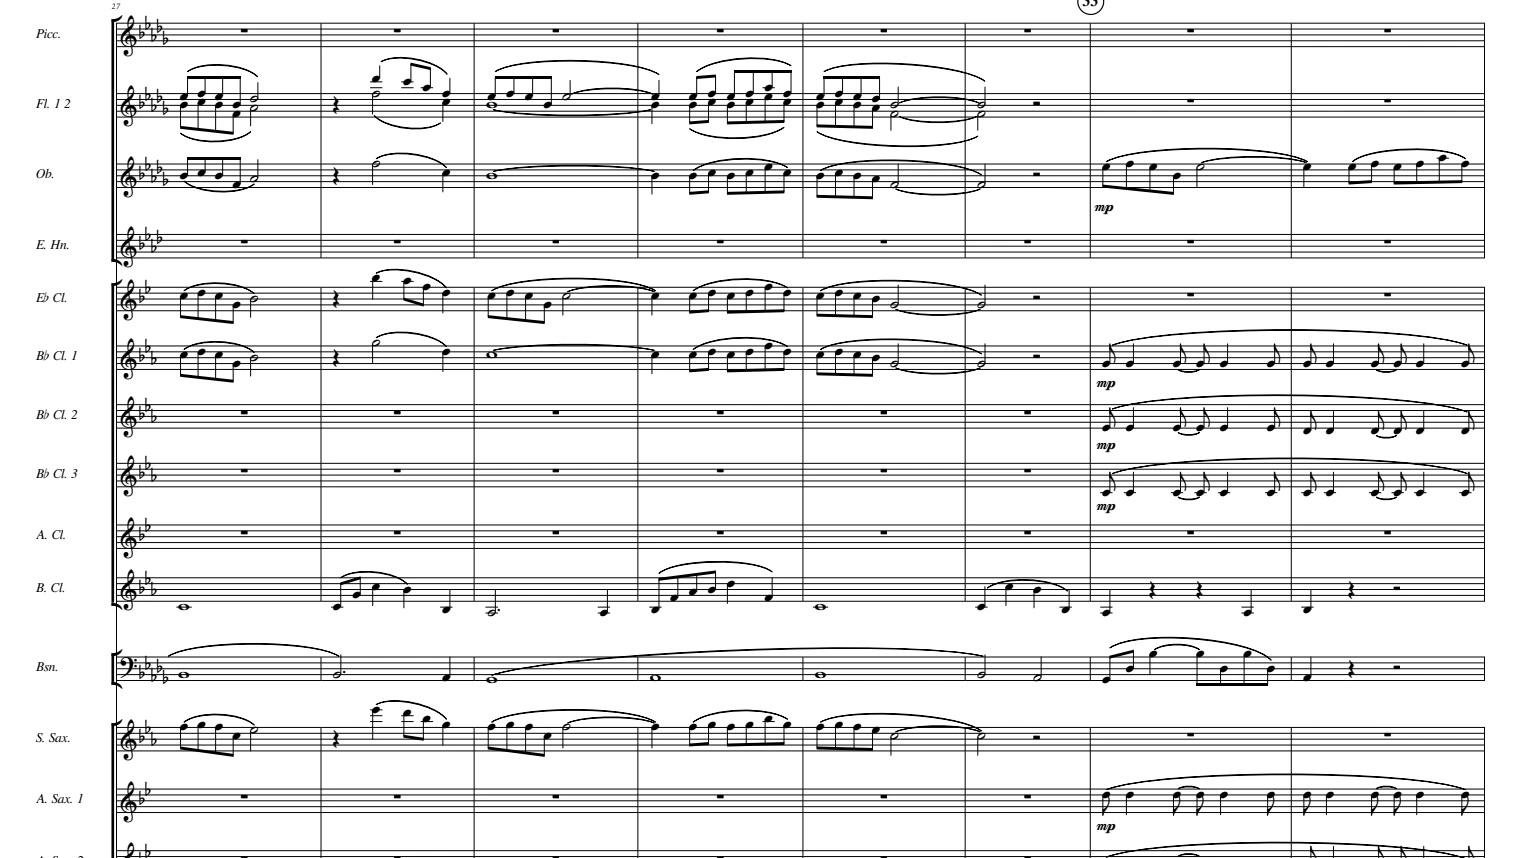 27
33
Picc.
Fl. 1 2
Ob.
mp
E. Hn.
E♭ Cl.
B♭ Cl. 1
mp
B♭ Cl. 2
mp
B♭ Cl. 3
mp
A. Cl.
B. Cl.
Bsn.
S. Sax.
A. Sax. 1
mp